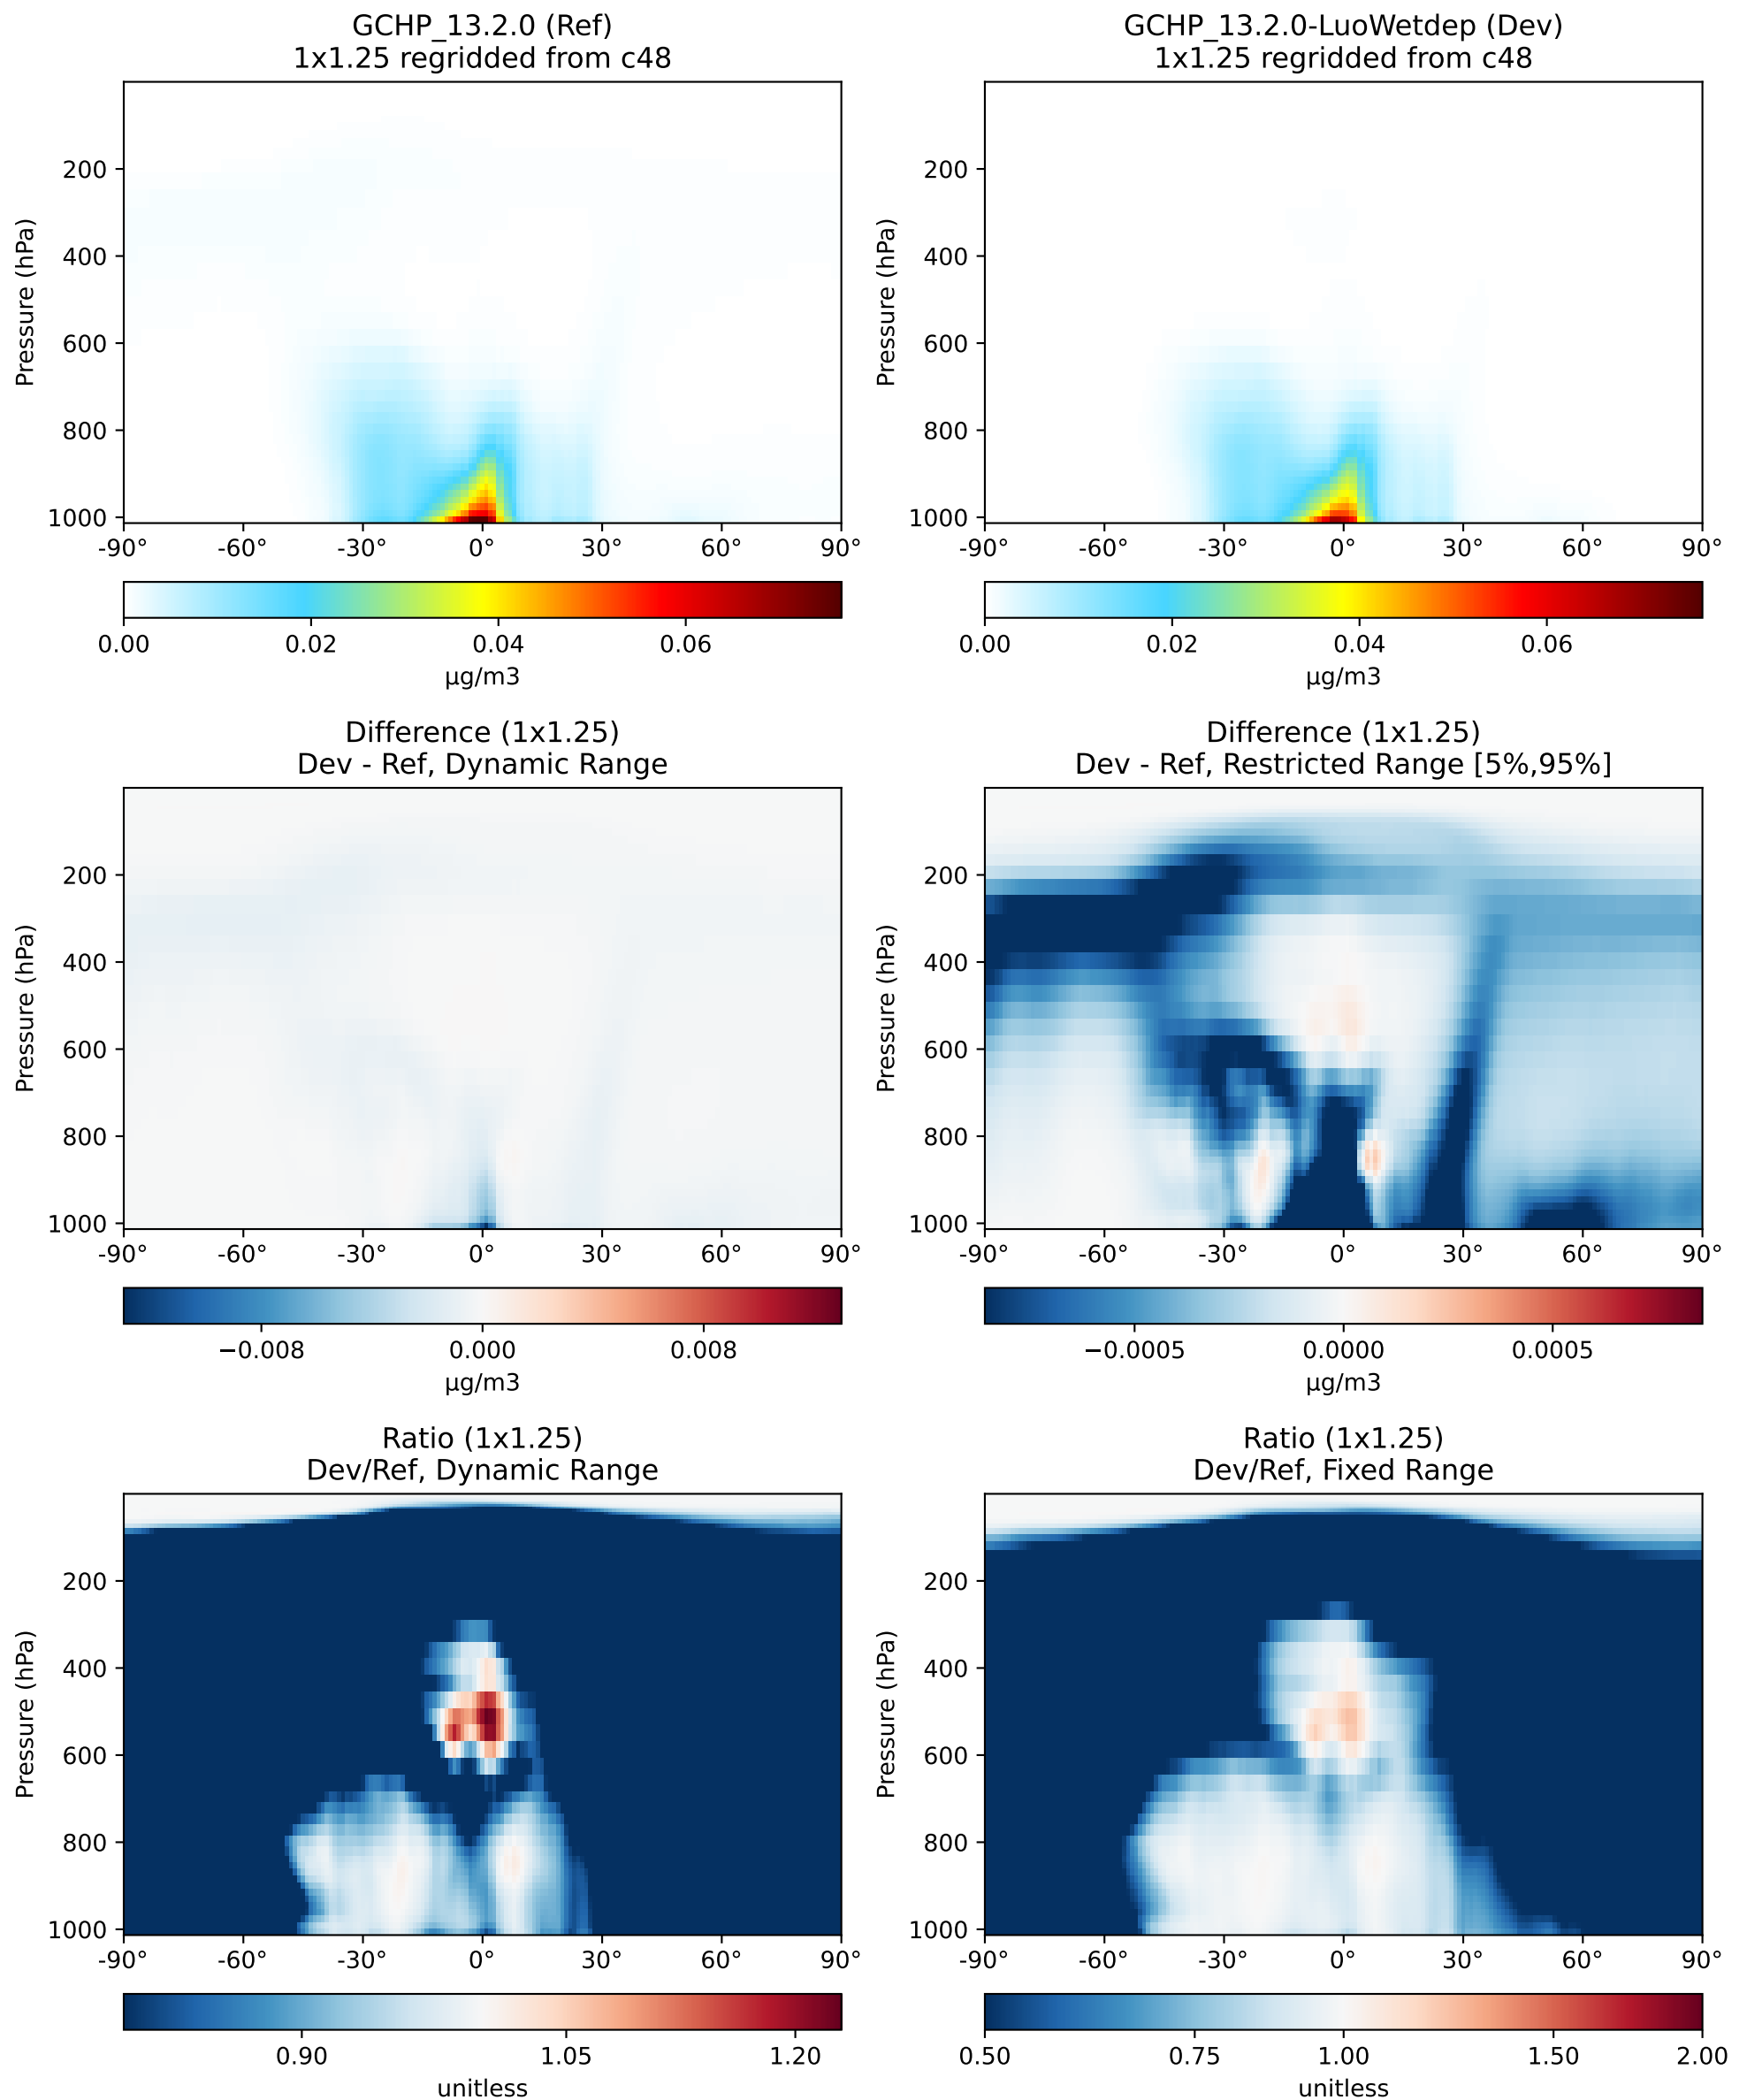 GCHP_13.2.0 (Ref)
1x1.25 regridded from c48
Pressure (hPa)
200
400
600
800
1000
-90° -60° -30° 0° 30° 60° 90°
0.00 0.02 0.04 0.06
µg/m3
GCHP_13.2.0-LuoWetdep (Dev)
1x1.25 regridded from c48
Pressure (hPa)
200
400
600
800
1000
-90° -60° -30° 0° 30° 60° 90°
0.00 0.02 0.04 0.06
µg/m3
Difference (1x1.25)
Dev - Ref, Dynamic Range
Pressure (hPa)
200
400
600
800
1000
-90° -60° -30° 0° 30° 60° 90°
−0.008 0.000 0.008
µg/m3
Difference (1x1.25)
Dev - Ref, Restricted Range [5%,95%]
Pressure (hPa)
200
400
600
800
1000
-90° -60° -30° 0° 30° 60° 90°
−0.0005 0.0000 0.0005
µg/m3
Ratio (1x1.25)
Dev/Ref, Dynamic Range
Pressure (hPa)
200
400
600
800
1000
-90° -60° -30° 0° 30° 60° 90°
0.90 1.05 1.20
unitless
Ratio (1x1.25)
Dev/Ref, Fixed Range
Pressure (hPa)
200
400
600
800
1000
-90° -60° -30° 0° 30° 60° 90°
0.50 0.75 1.00 1.50 2.00
unitless